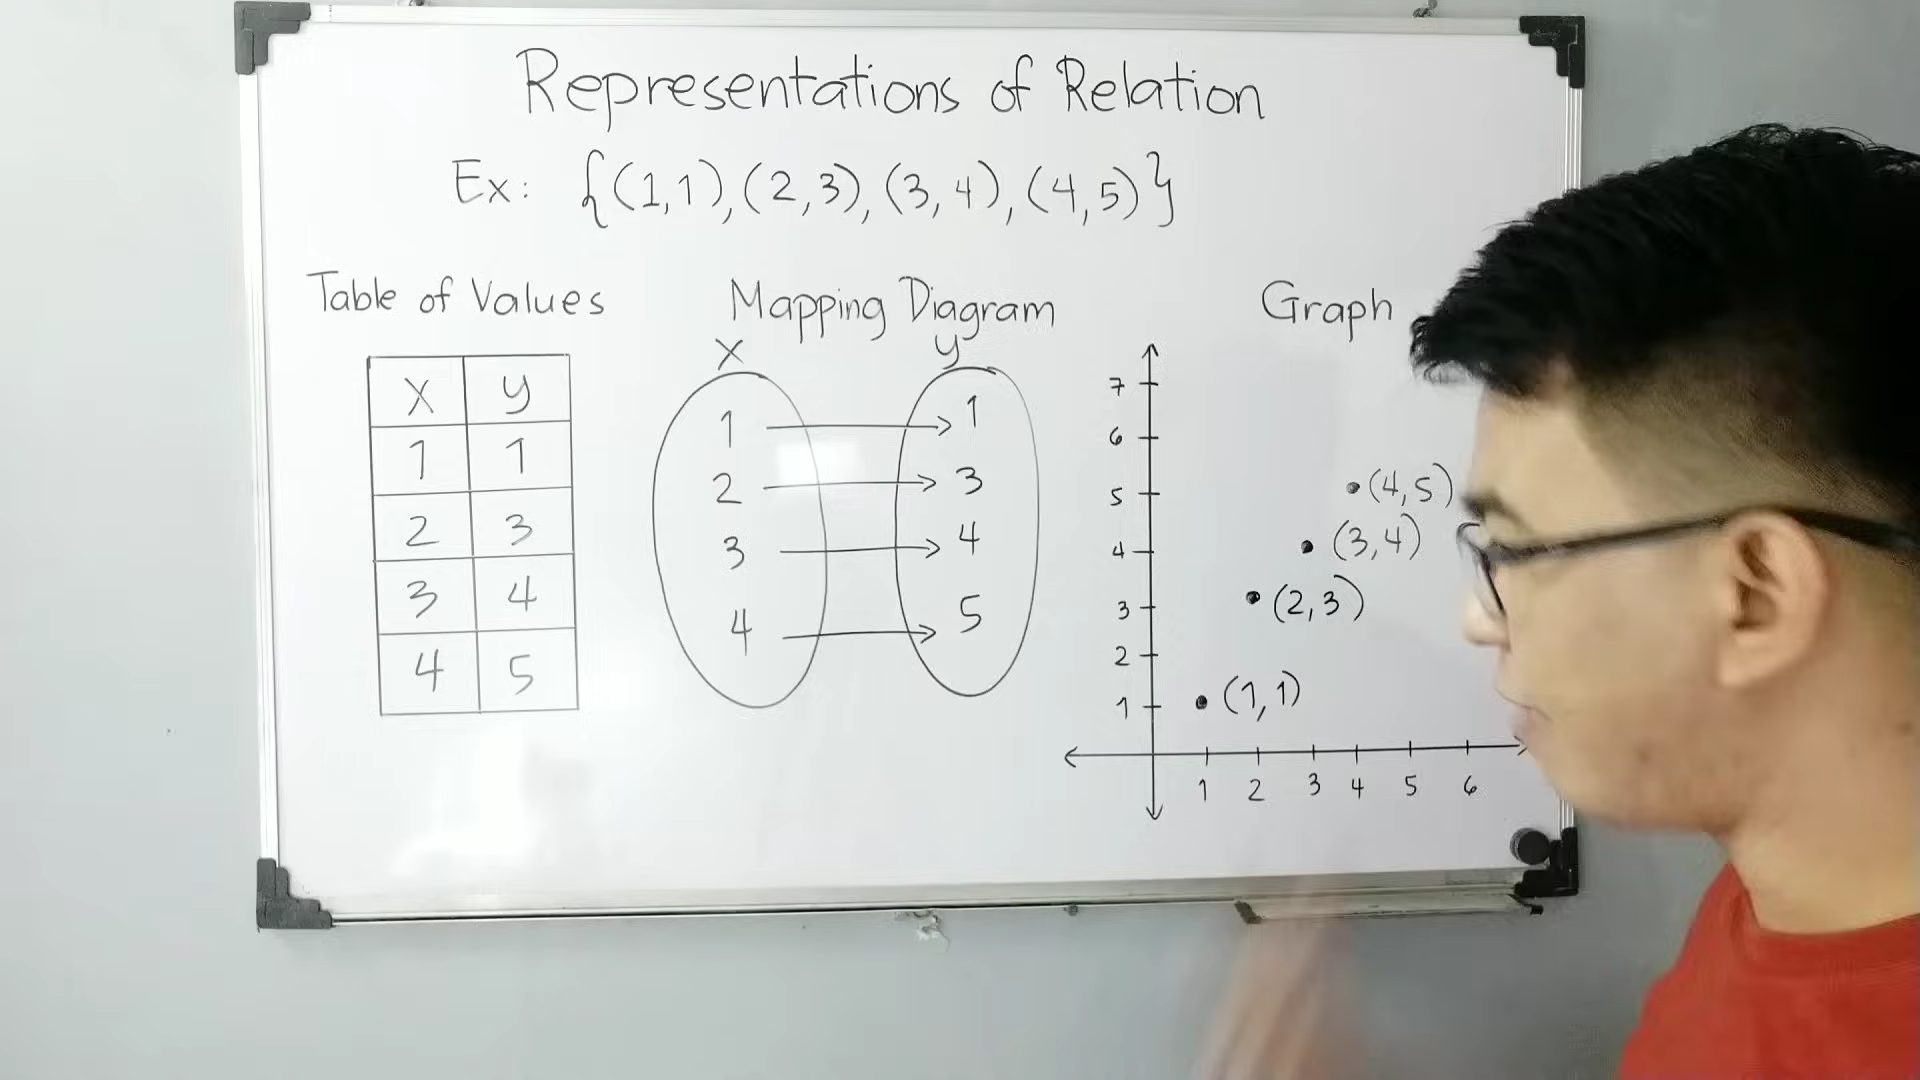 Representations of Relation
Ex: {(1,1),(2,3),(3,4),(4,5)}
Table of Values
x y
1 1
2 3
3 4
4 5
Mapping Diagram
x y
1 1
2 3
3 4
4 5
Graph
7
6
5
4
3
2
1
(4,5)
(3,4)
(2,3)
(1,1)
1 2 3 4 5 6